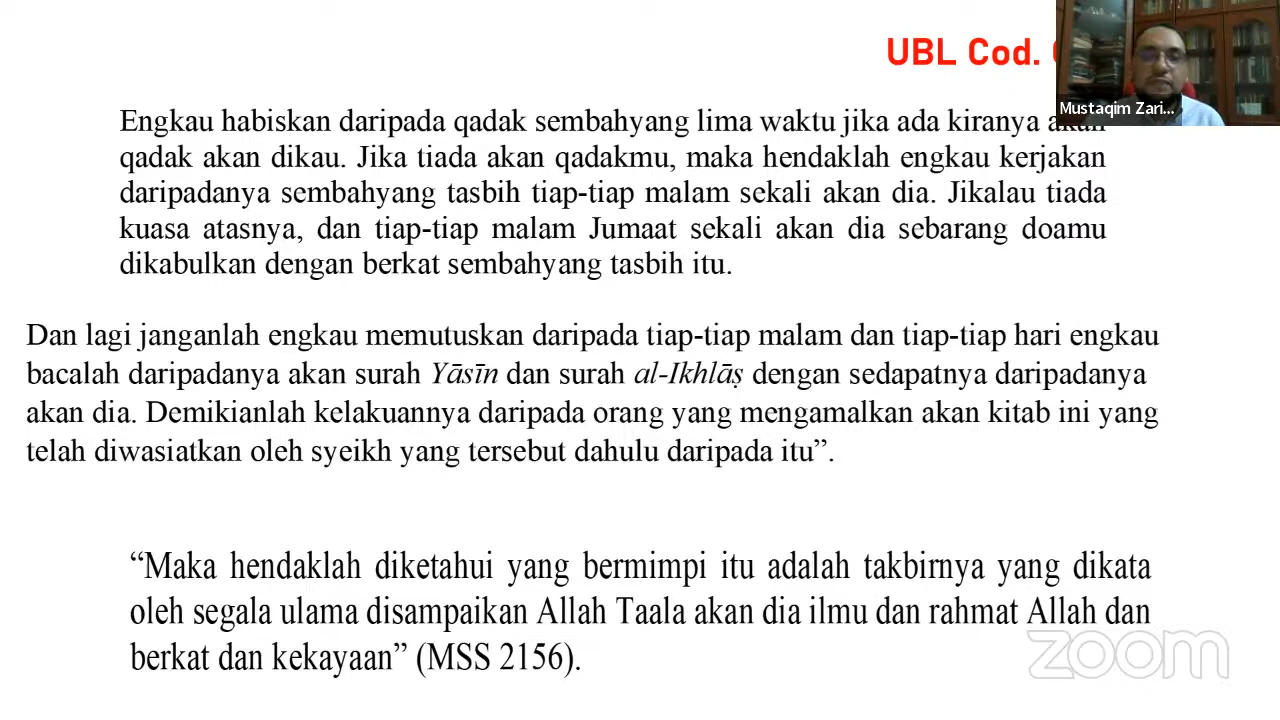 UBL Cod.
Mustaqim Zari...
Engkau habiskan daripada qadak sembahyang lima waktu jika ada kiranya akan
qadak akan dikau. Jika tiada akan qadakmu, maka hendaklah engkau kerjakan
daripadanya sembahyang tasbih tiap-tiap malam sekali akan dia. Jikalau tiada
kuasa atasnya, dan tiap-tiap malam Jumaat sekali akan dia sebarang doamu
dikabulkan dengan berkat sembahyang tasbih itu.
Dan lagi janganlah engkau memutuskan daripada tiap-tiap malam dan tiap-tiap hari engkau
bacalah daripadanya akan surah Yāsīn dan surah al-Ikhlāṣ dengan sedapatnya daripadanya
akan dia. Demikianlah kelakuannya daripada orang yang mengamalkan akan kitab ini yang
telah diwasiatkan oleh syeikh yang tersebut dahulu daripada itu”.
“Maka hendaklah diketahui yang bermimpi itu adalah takbirnya yang dikata
oleh segala ulama disampaikan Allah Taala akan dia ilmu dan rahmat Allah dan
berkat dan kekayaan” (MSS 2156).
zoom